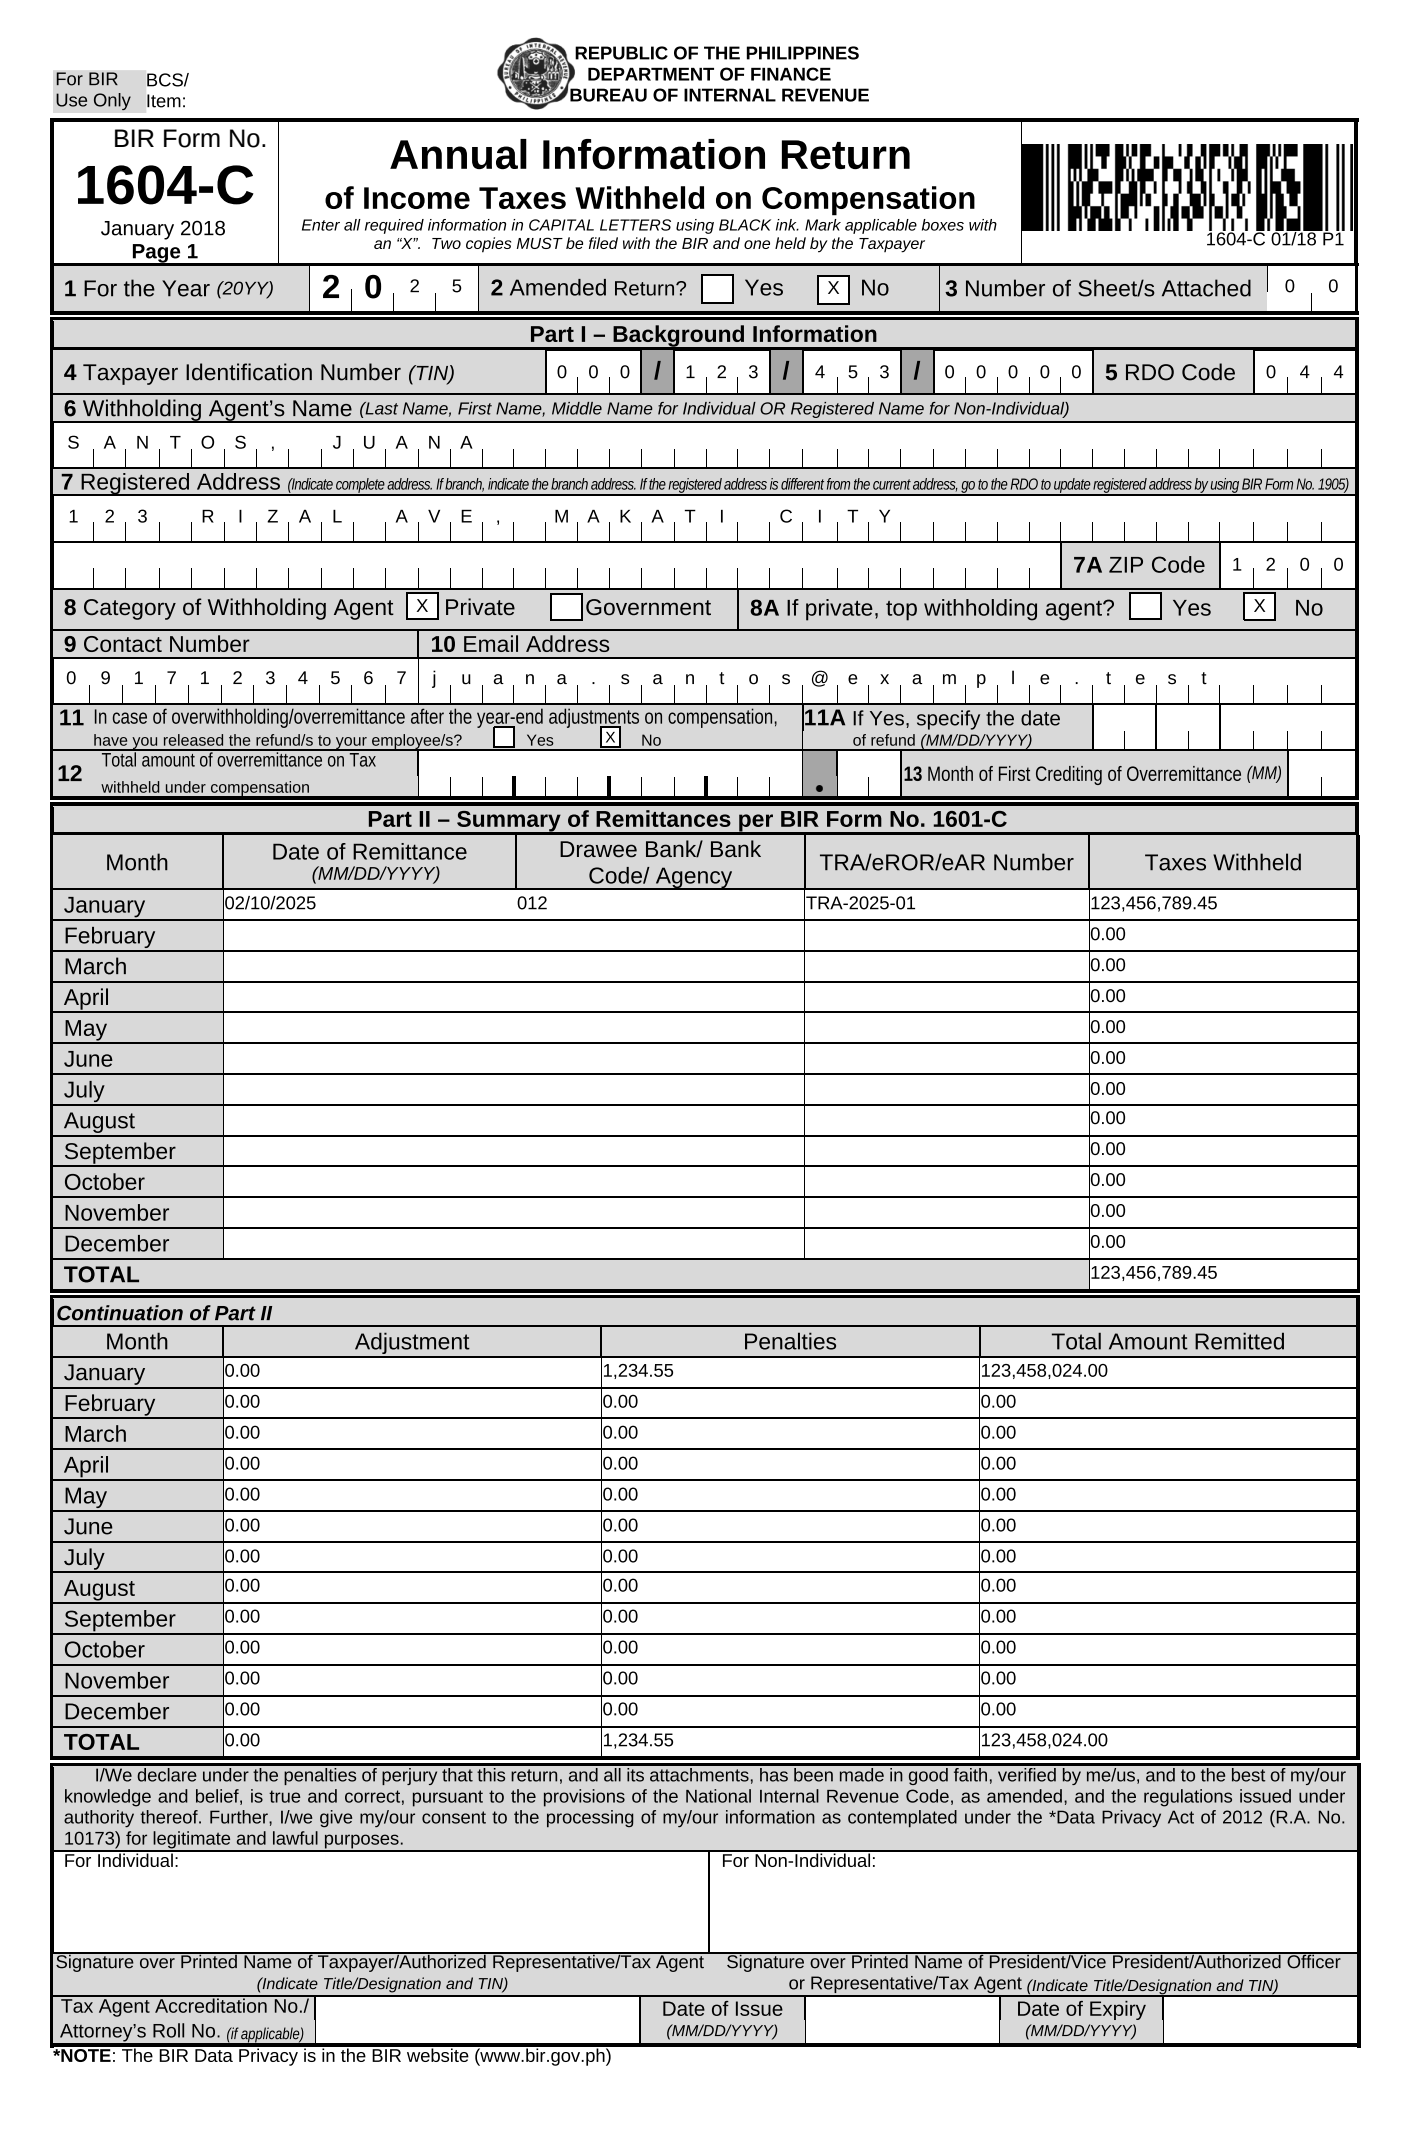 REPUBLIC OF THE PHILIPPINES
DEPARTMENT OF FINANCE
BUREAU OF INTERNAL REVENUE
For BIR Use Only
BCS/ Item:
BIR Form No.
1604-C
January 2018
Page 1
Annual Information Return
of Income Taxes Withheld on Compensation
Enter all required information in CAPITAL LETTERS using BLACK ink. Mark applicable boxes with
an “X”. Two copies MUST be filed with the BIR and one held by the Taxpayer
1604-C 01/18 P1
1 For the Year (20YY) 2 0 2 5 2 Amended Return? Yes X No 3 Number of Sheet/s Attached 0 0
Part I – Background Information
4 Taxpayer Identification Number (TIN) 0 0 0 / 1 2 3 / 4 5 3 / 0 0 0 0 0 5 RDO Code 0 4 4
6 Withholding Agent’s Name (Last Name, First Name, Middle Name for Individual OR Registered Name for Non-Individual)
SANTOS, JUANA
7 Registered Address (Indicate complete address. If branch, indicate the branch address. If the registered address is different from the current address, go to the RDO to update registered address by using BIR Form No. 1905)
123 RIZAL AVE, MAKATI CITY
7A ZIP Code 1 2 0 0
8 Category of Withholding Agent X Private Government 8A If private, top withholding agent? Yes X No
9 Contact Number 10 Email Address
09171234567 juana.santos@example.test
11 In case of overwithholding/overremittance after the year-end adjustments on compensation,
have you released the refund/s to your employee/s? Yes X No
11A If Yes, specify the date
of refund (MM/DD/YYYY)
12 Total amount of overremittance on Tax
withheld under compensation
13 Month of First Crediting of Overremittance (MM)
Part II – Summary of Remittances per BIR Form No. 1601-C
Month Date of Remittance (MM/DD/YYYY) Drawee Bank/ Bank Code/ Agency TRA/eROR/eAR Number Taxes Withheld
January 02/10/2025 012 TRA-2025-01 123,456,789.45
February 0.00
March 0.00
April 0.00
May 0.00
June 0.00
July 0.00
August 0.00
September 0.00
October 0.00
November 0.00
December 0.00
TOTAL 123,456,789.45
Continuation of Part II
Month Adjustment Penalties Total Amount Remitted
January 0.00 1,234.55 123,458,024.00
February 0.00 0.00 0.00
March 0.00 0.00 0.00
April 0.00 0.00 0.00
May 0.00 0.00 0.00
June 0.00 0.00 0.00
July 0.00 0.00 0.00
August 0.00 0.00 0.00
September 0.00 0.00 0.00
October 0.00 0.00 0.00
November 0.00 0.00 0.00
December 0.00 0.00 0.00
TOTAL 0.00 1,234.55 123,458,024.00
I/We declare under the penalties of perjury that this return, and all its attachments, has been made in good faith, verified by me/us, and to the best of my/our
knowledge and belief, is true and correct, pursuant to the provisions of the National Internal Revenue Code, as amended, and the regulations issued under
authority thereof. Further, I/we give my/our consent to the processing of my/our information as contemplated under the *Data Privacy Act of 2012 (R.A. No.
10173) for legitimate and lawful purposes.
For Individual:
For Non-Individual:
Signature over Printed Name of Taxpayer/Authorized Representative/Tax Agent
(Indicate Title/Designation and TIN)
Signature over Printed Name of President/Vice President/Authorized Officer
or Representative/Tax Agent (Indicate Title/Designation and TIN)
Tax Agent Accreditation No./
Attorney’s Roll No. (if applicable)
Date of Issue
(MM/DD/YYYY)
Date of Expiry
(MM/DD/YYYY)
*NOTE: The BIR Data Privacy is in the BIR website (www.bir.gov.ph)